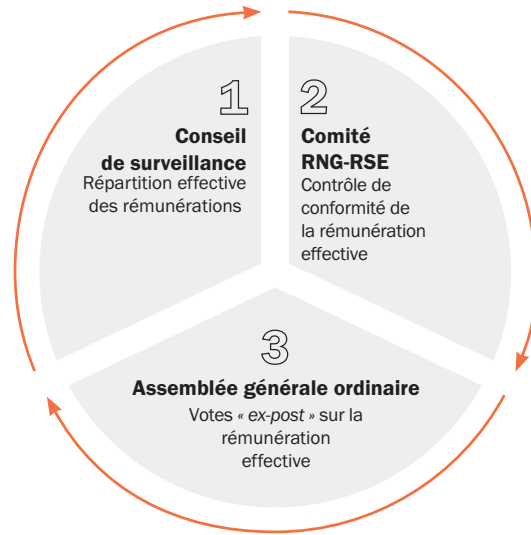 1
Conseil
de surveillance
Répartition effective
des rémunérations
2
Comité
RNG-RSE
Contrôle de
conformité de
la rémunération
effective
3
Assemblée générale ordinaire
Votes « ex-post » sur la
rémunération
effective